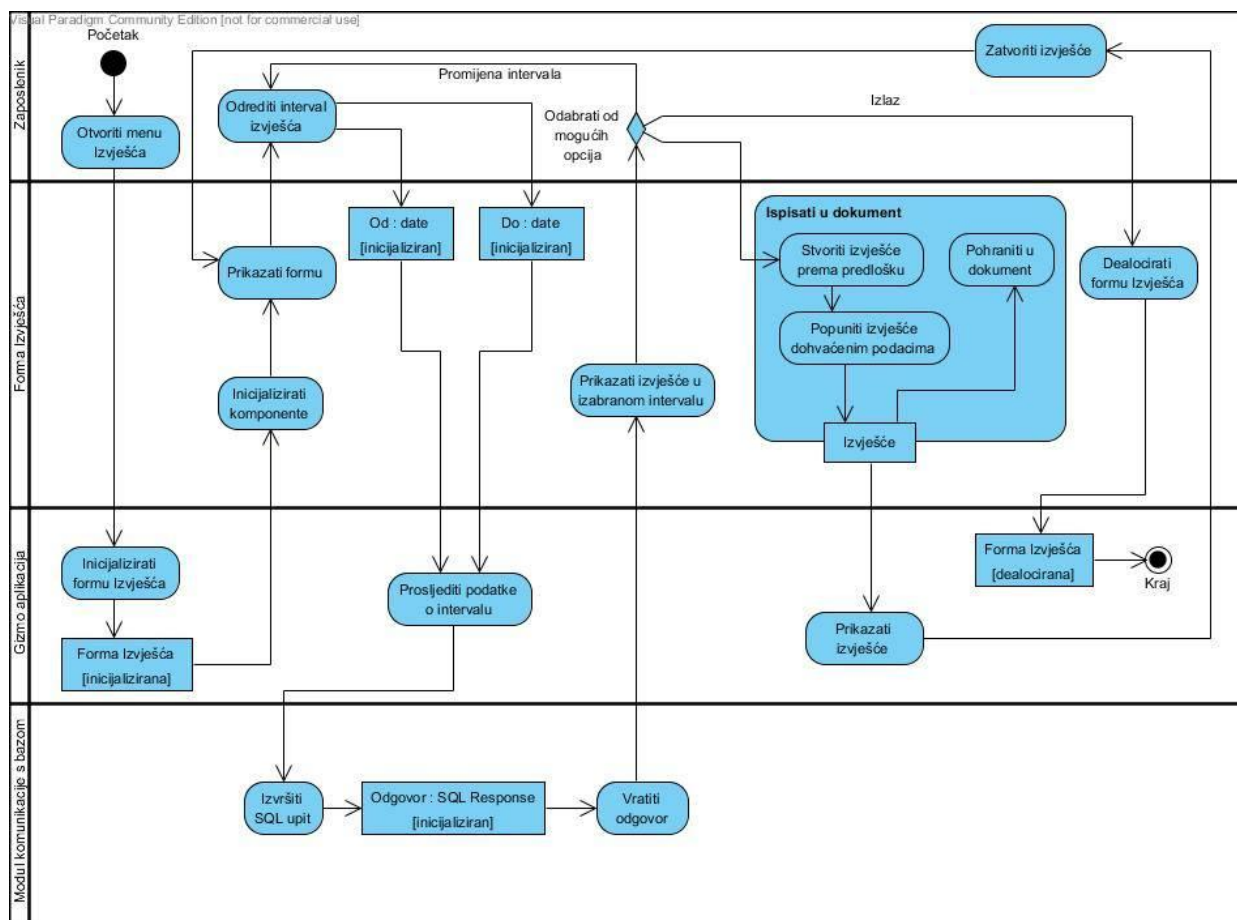 Visual Paradigm Community Edition [not for commercial use]
Zaposlenik
Početak
Otvoriti menu
Izvješća
Odrediti interval
izvješća
Promijena intervala
Odabrati od
mogućih
opcija
Izlaz
Zatvoriti izvješće
Forma Izvješća
Od : date
[inicijaliziran]
Do : date
[inicijaliziran]
Prikazati formu
Inicijalizirati
komponente
Prikazati izvješće u
izabranom intervalu
Ispisati u dokument
Stvoriti izvješće
prema predlošku
Pohraniti u
dokument
Popuniti izvješće
dohvaćenim podacima
Izvješće
Dealocirati
formu Izvješća
Gizmo aplikacija
Inicijalizirati
formu Izvješća
Forma Izvješća
[inicijalizirana]
Prosljediti podatke
o intervalu
Prikazati
izvješće
Forma Izvješća
[dealocirana]
Kraj
Modul komunikacije s bazom
Izvršiti
SQL upit
Odgovor : SQL Response
[inicijaliziran]
Vratiti
odgovor